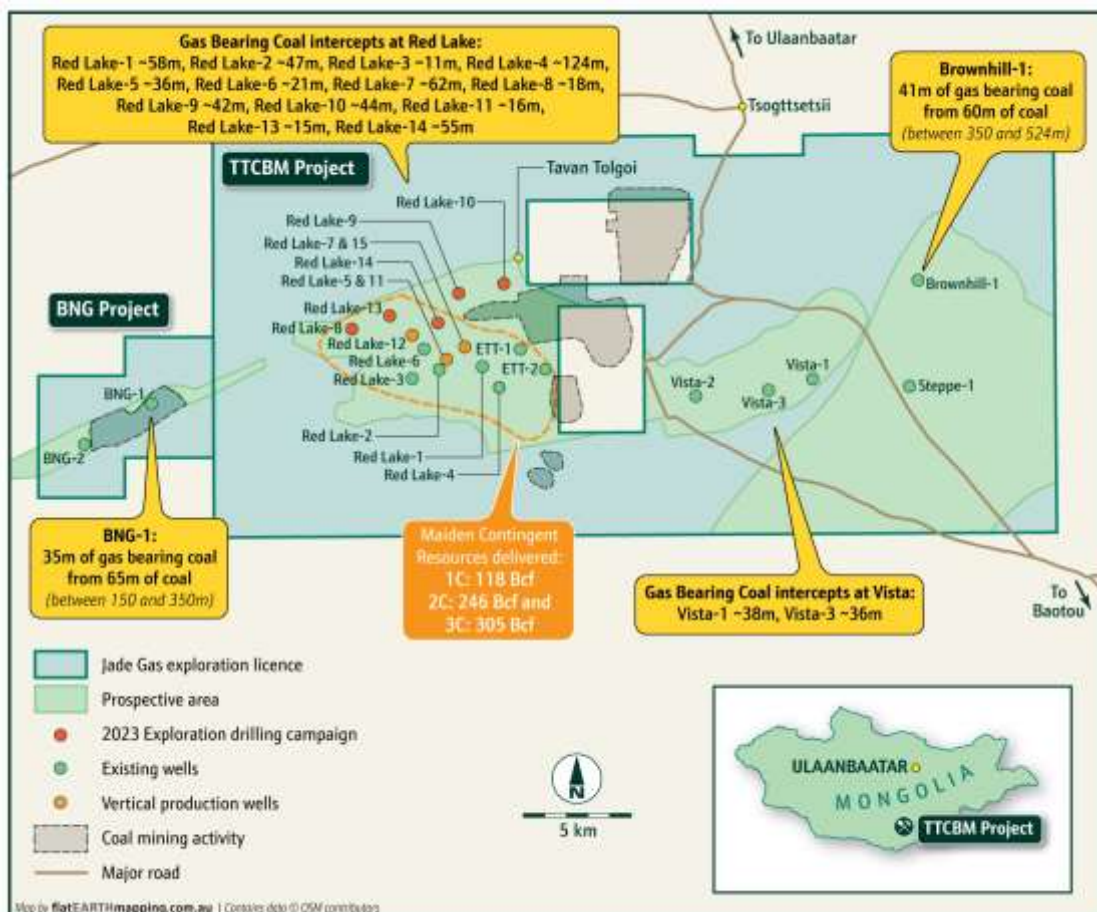 Gas Bearing Coal intercepts at Red Lake:
Red Lake-1 ~58m, Red Lake-2 ~47m, Red Lake-3 ~11m, Red Lake-4 ~124m,
Red Lake-5 ~36m, Red Lake-6 ~21m, Red Lake-7 ~62m, Red Lake-8 ~18m,
Red Lake-9 ~42m, Red Lake-10 ~44m, Red Lake-11 ~16m,
Red Lake-13 ~15m, Red Lake-14 ~55m
To Ulaanbaatar
Tsogttsetsii
Brownhill-1:
41m of gas bearing coal
from 60m of coal
(between 350 and 524m)
TTCBM Project
Tavan Tolgoi
Red Lake-10
Red Lake-9
Red Lake-7 & 15
Red Lake-14
Red Lake-5 & 11
Red Lake-13
Red Lake-8
Red Lake-12
Red Lake-6
Red Lake-3
ETT-1
ETT-2
Red Lake-2
Red Lake-1
Red Lake-4
Brownhill-1
Vista-1
Vista-2
Vista-3
Steppe-1
BNG Project
BNG-1
BNG-2
BNG-1:
35m of gas bearing coal
from 65m of coal
(between 150 and 350m)
Maiden Contingent
Resources delivered:
1C: 118 Bcf
2C: 246 Bcf and
3C: 305 Bcf
Gas Bearing Coal intercepts at Vista:
Vista-1 ~38m, Vista-3 ~36m
To
Baotou
Jade Gas exploration licence
Prospective area
2023 Exploration drilling campaign
Existing wells
Vertical production wells
Coal mining activity
Major road
N
5 km
ULAANBAATAR
MONGOLIA
TTCBM Project
Map by flatEARTHmapping.com.au | Contains data © OSM contributors